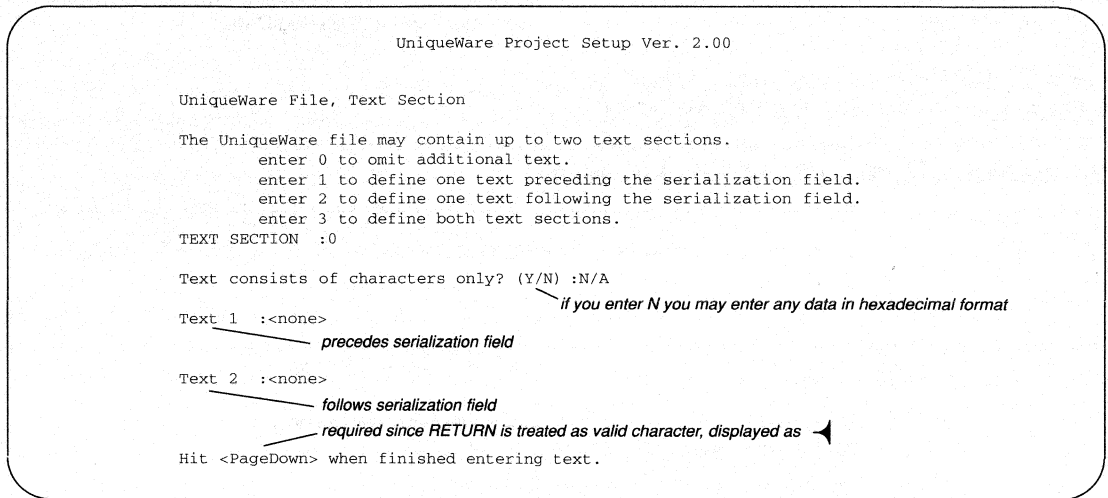 UniqueWare Project Setup Ver. 2.00
UniqueWare File, Text Section
The UniqueWare file may contain up to two text sections.
enter 0 to omit additional text.
enter 1 to define one text preceding the serialization field.
enter 2 to define one text following the serialization field.
enter 3 to define both text sections.
TEXT SECTION :0
Text consists of characters only? (Y/N) :N/A
if you enter N you may enter any data in hexadecimal format
Text 1 :<none>
precedes serialization field
Text 2 :<none>
follows serialization field
required since RETURN is treated as valid character, displayed as
Hit <PageDown> when finished entering text.